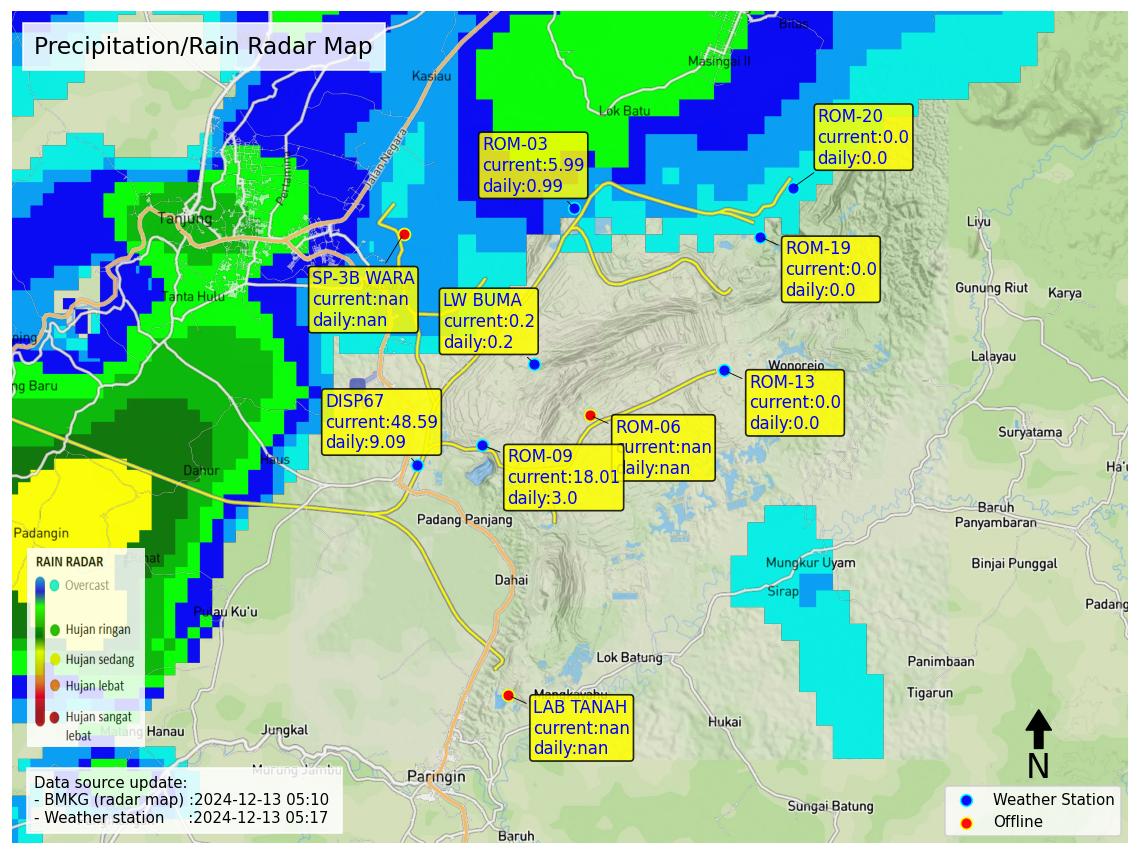 Precipitation/Rain Radar Map
Bilas
Masingai II
Kasiau
Lok Batu
Jalan Negara
Pertamina
ROM-20
current:0.0
daily:0.0
ROM-03
current:5.99
daily:0.99
Tanjung
Liyu
ROM-19
current:0.0
daily:0.0
SP-3B WARA
current:nan
daily:nan
Tanta Hulu
LW BUMA
current:0.2
daily:0.2
Gunung Riut
Karya
Lalayau
Wonorejo
ng Baru
ROM-13
current:0.0
daily:0.0
DISP67
current:48.59
daily:9.09
ROM-06
current:nan
daily:nan
ROM-09
current:18.01
daily:3.0
Suryatama
Haus
Dahur
Ha'u
Padang Panjang
Baruh
Panyambaran
Padangin
Mungkur Uyam
Binjai Punggal
Dahai
Sirap
Padang
Pulau Ku'u
RAIN RADAR
Overcast
Hujan ringan
Hujan sedang
Hujan lebat
Hujan sangat
lebat
Lok Batung
Panimbaan
Tigarun
Mangkayahu
LAB TANAH
current:nan
daily:nan
Hukai
Matang Hanau
Jungkal
Murung Jambu
Paringin
Sungai Batung
Baruh
Data source update:
- BMKG (radar map) :2024-12-13 05:10
- Weather station :2024-12-13 05:17
N
Weather Station
Offline